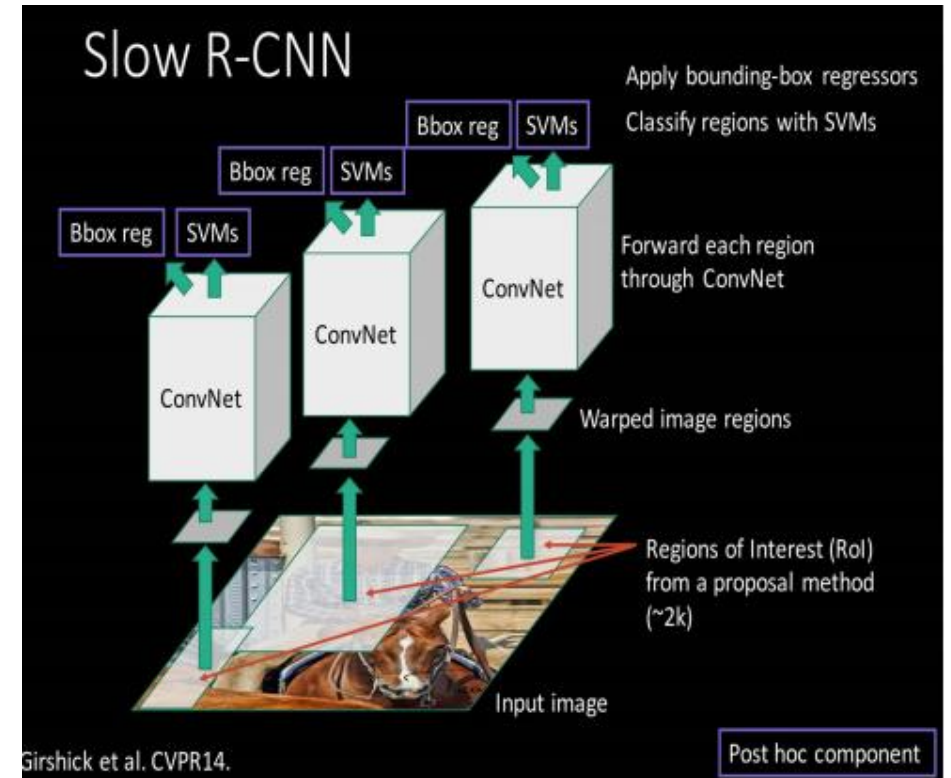 Slow R-CNN
Apply bounding-box regressors
Bbox reg
SVMs
Classify regions with SVMs
Bbox reg
SVMs
Bbox reg
SVMs
Forward each region
through ConvNet
ConvNet
ConvNet
ConvNet
Warped image regions
Regions of Interest (RoI)
from a proposal method
(~2k)
Input image
Girshick et al. CVPR14.
Post hoc component